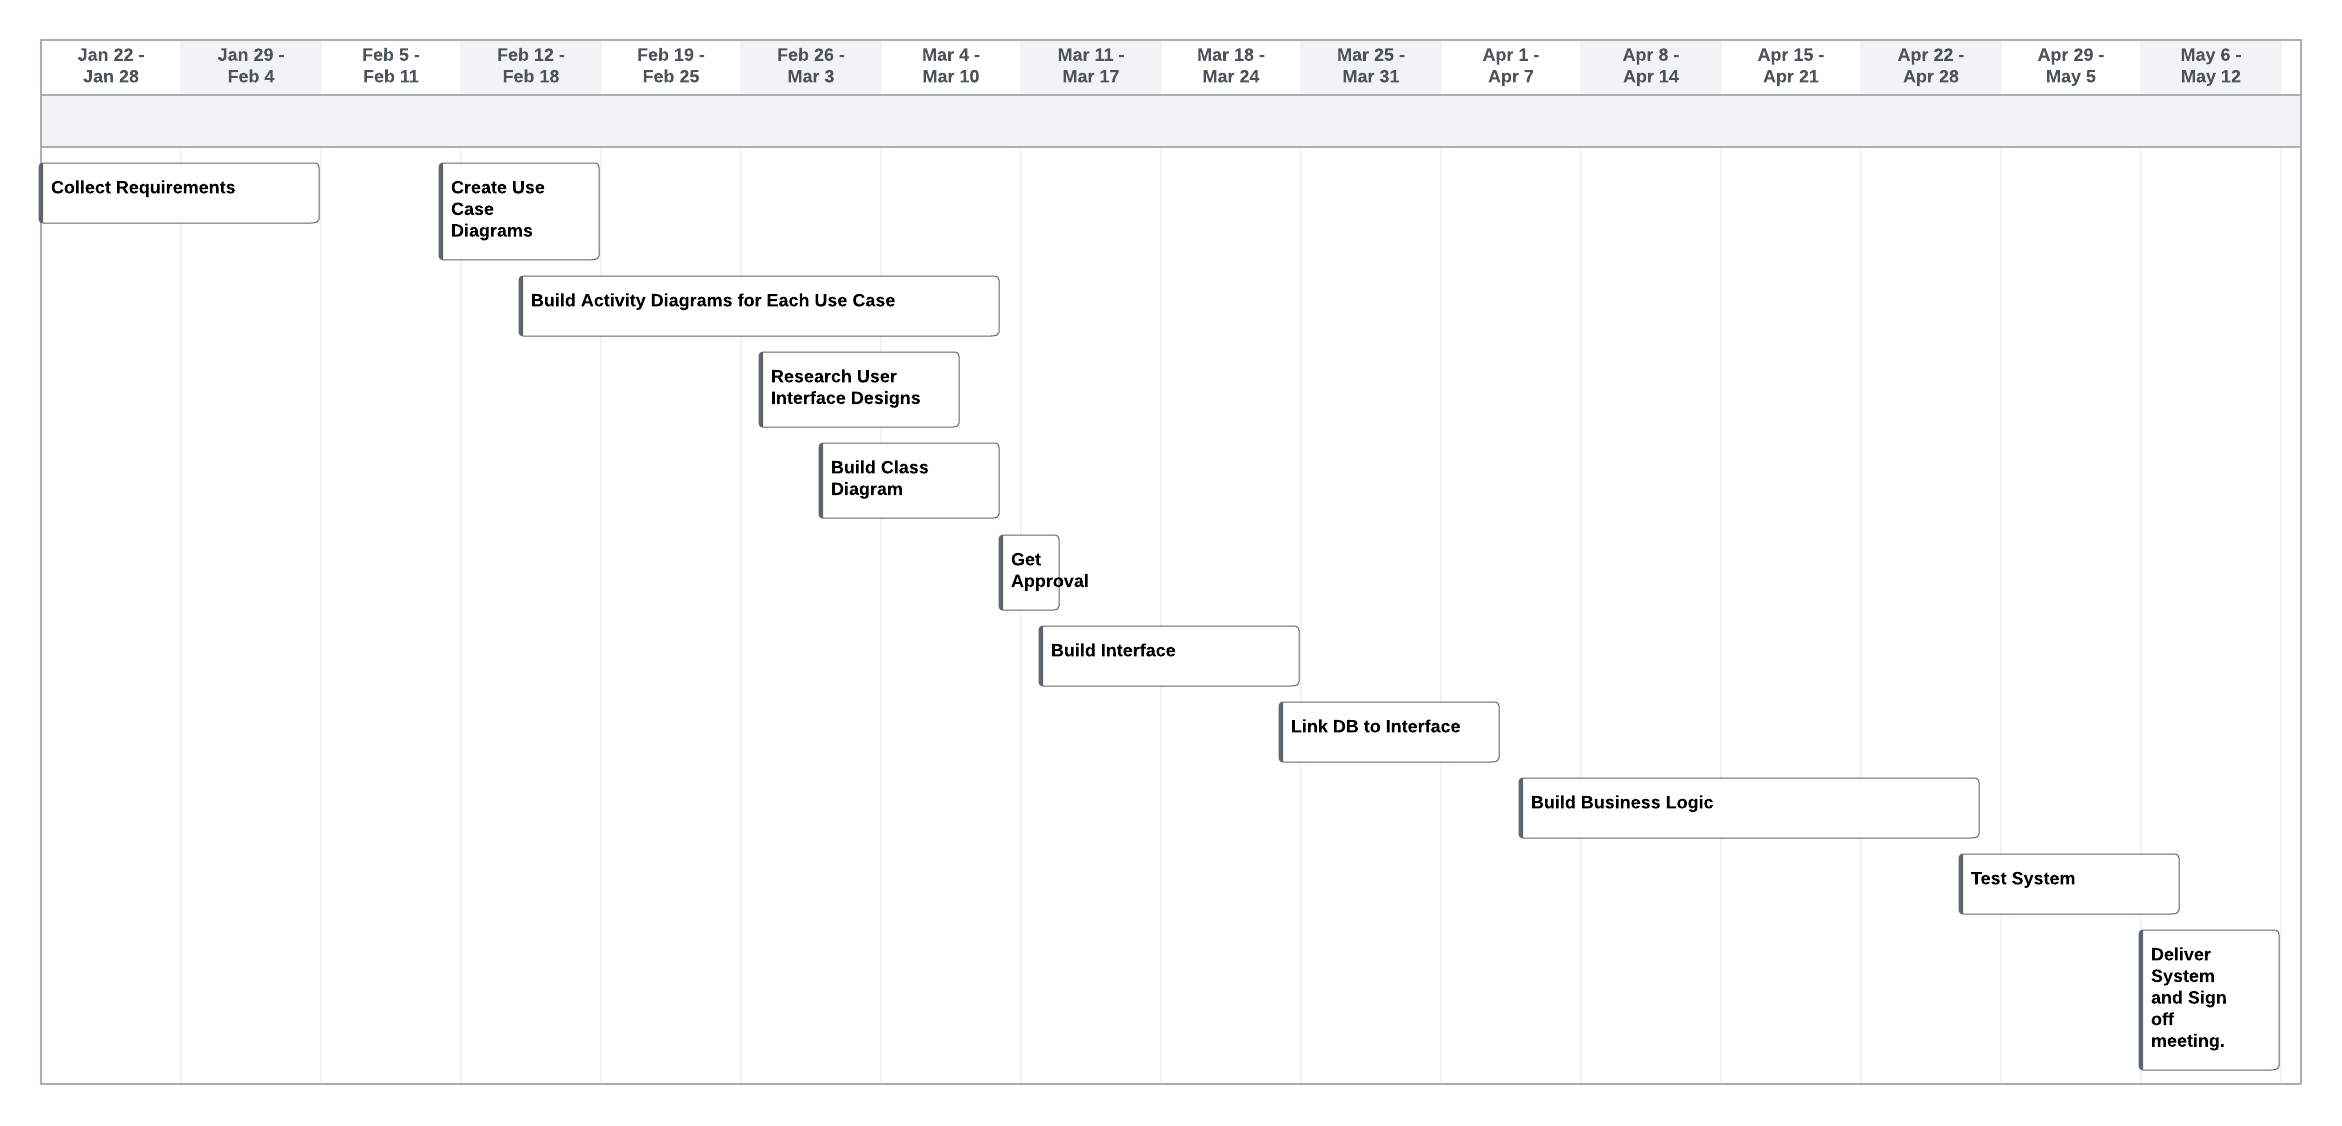 Jan 22 -
Jan 28
Jan 29 -
Feb 4
Feb 5 -
Feb 11
Feb 12 -
Feb 18
Feb 19 -
Feb 25
Feb 26 -
Mar 3
Mar 4 -
Mar 10
Mar 11 -
Mar 17
Mar 18 -
Mar 24
Mar 25 -
Mar 31
Apr 1 -
Apr 7
Apr 8 -
Apr 14
Apr 15 -
Apr 21
Apr 22 -
Apr 28
Apr 29 -
May 5
May 6 -
May 12
Collect Requirements
Create Use
Case
Diagrams
Build Activity Diagrams for Each Use Case
Research User
Interface Designs
Build Class
Diagram
Get
Approval
Build Interface
Link DB to Interface
Build Business Logic
Test System
Deliver
System
and Sign
off
meeting.